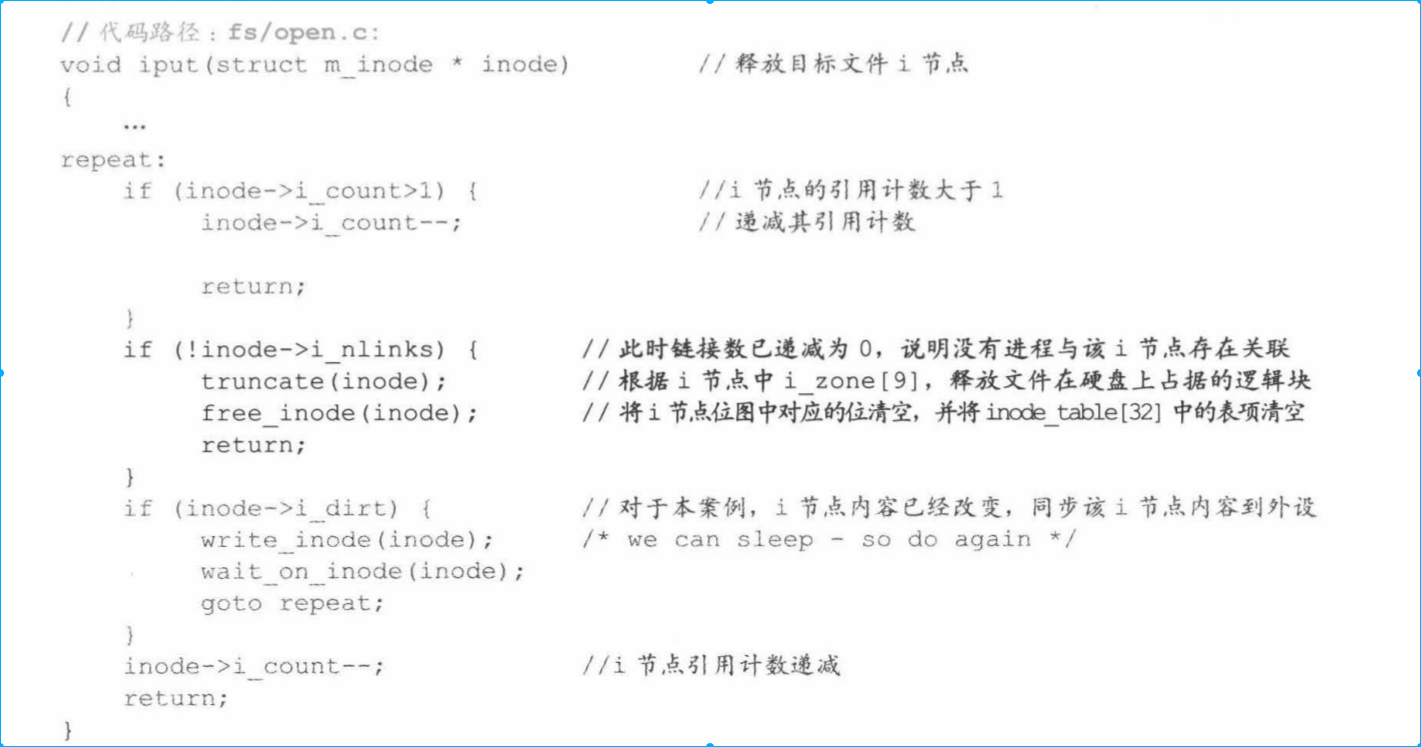 // 代码路径：fs/open.c:
void iput(struct m_inode * inode) // 释放目标文件 i 节点
{
...
repeat:
if (inode->i_count>1) { //i 节点的引用计数大于 1
inode->i_count--; // 递减其引用计数
return;
}
if (!inode->i_nlinks) { // 此时链接数已递减为 0，说明没有进程与该 i 节点存在关联
truncate(inode); // 根据 i 节点中 i_zone[9]，释放文件在硬盘上占据的逻辑块
free_inode(inode); // 将 i 节点位图中对应的位清空，并将 inode_table[32] 中的表项清空
return;
}
if (inode->i_dirt) { // 对于本案例，i 节点内容已经改变，同步该 i 节点内容到外设
write_inode(inode); /* we can sleep - so do again */
wait_on_inode(inode);
goto repeat;
}
inode->i_count--; //i 节点引用计数递减
return;
}